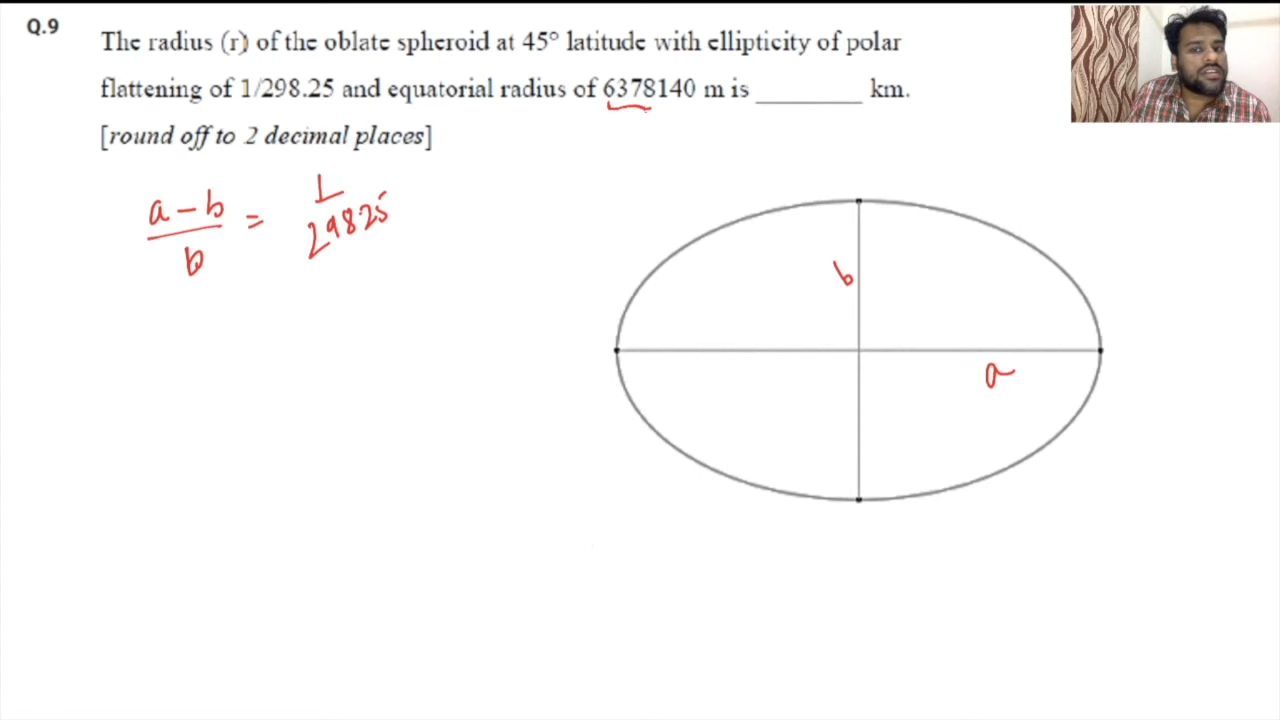 Q.9
The radius (r) of the oblate spheroid at 45° latitude with ellipticity of polar
flattening of 1/298.25 and equatorial radius of 6378140 m is ________ km.
[round off to 2 decimal places]
a-b/b = 1/29825
b
a